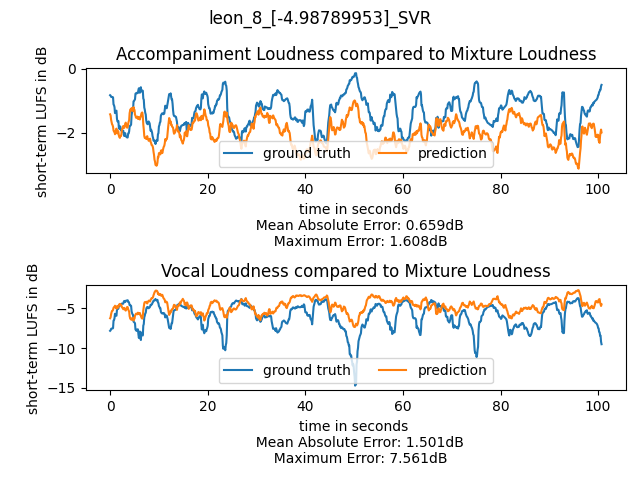 leon_8_[-4.98789953]_SVR
Accompaniment Loudness compared to Mixture Loudness
short-term LUFS in dB
0
−2
ground truth prediction
0 20 40 60 80 100
time in seconds
Mean Absolute Error: 0.659dB
Maximum Error: 1.608dB
Vocal Loudness compared to Mixture Loudness
short-term LUFS in dB
−5
−10
−15
ground truth prediction
0 20 40 60 80 100
time in seconds
Mean Absolute Error: 1.501dB
Maximum Error: 7.561dB